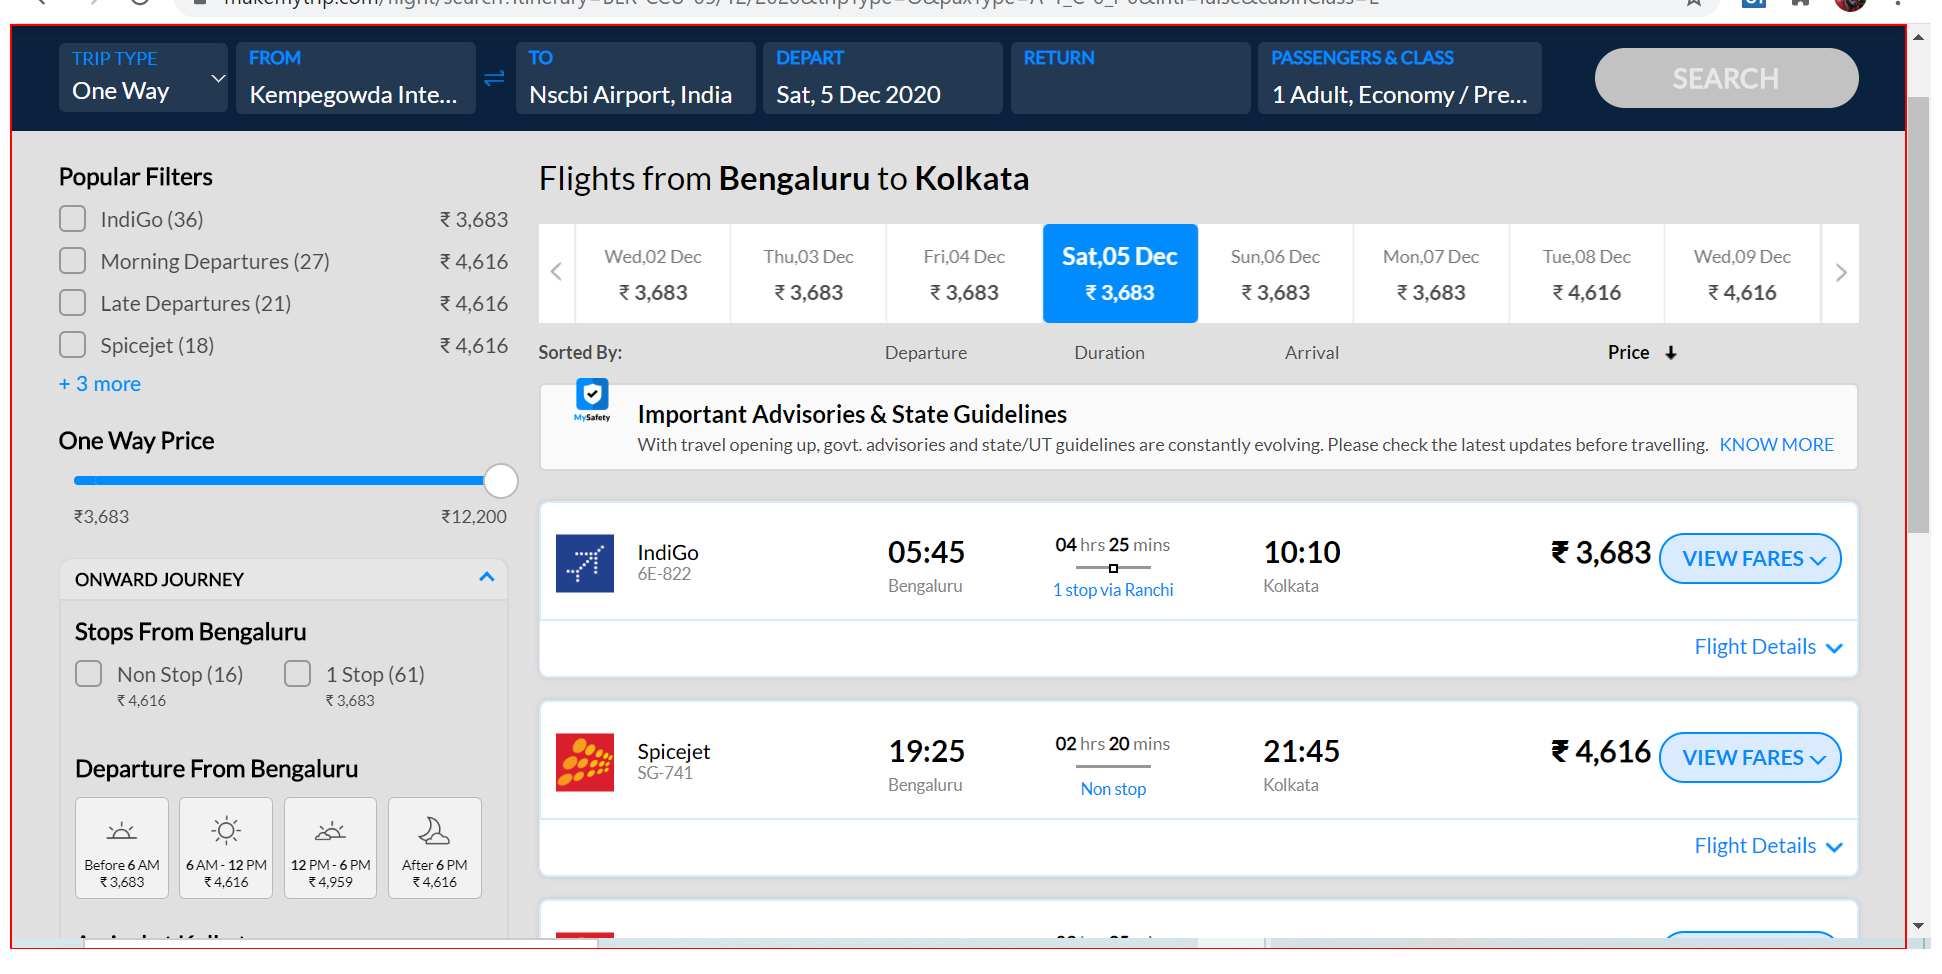 TRIP TYPE
One Way
FROM
Kempegowda Inte...
TO
Nscbi Airport, India
DEPART
Sat, 5 Dec 2020
RETURN
PASSENGERS & CLASS
1 Adult, Economy / Pre...
SEARCH
Popular Filters
IndiGo (36) ₹ 3,683
Morning Departures (27) ₹ 4,616
Late Departures (21) ₹ 4,616
Spicejet (18) ₹ 4,616
+ 3 more
One Way Price
₹3,683 ₹12,200
ONWARD JOURNEY
Stops From Bengaluru
Non Stop (16)
₹ 4,616
1 Stop (61)
₹ 3,683
Departure From Bengaluru
Before 6 AM
₹ 3,683
6 AM - 12 PM
₹ 4,616
12 PM - 6 PM
₹ 4,959
After 6 PM
₹ 4,616
Flights from Bengaluru to Kolkata
Wed,02 Dec
₹ 3,683
Thu,03 Dec
₹ 3,683
Fri,04 Dec
₹ 3,683
Sat,05 Dec
₹ 3,683
Sun,06 Dec
₹ 3,683
Mon,07 Dec
₹ 3,683
Tue,08 Dec
₹ 4,616
Wed,09 Dec
₹ 4,616
Sorted By: Departure Duration Arrival Price
MySafety
Important Advisories & State Guidelines
With travel opening up, govt. advisories and state/UT guidelines are constantly evolving. Please check the latest updates before travelling. KNOW MORE
IndiGo
6E-822
05:45
Bengaluru
04 hrs 25 mins
1 stop via Ranchi
10:10
Kolkata
₹ 3,683
VIEW FARES
Flight Details
Spicejet
SG-741
19:25
Bengaluru
02 hrs 20 mins
Non stop
21:45
Kolkata
₹ 4,616
VIEW FARES
Flight Details